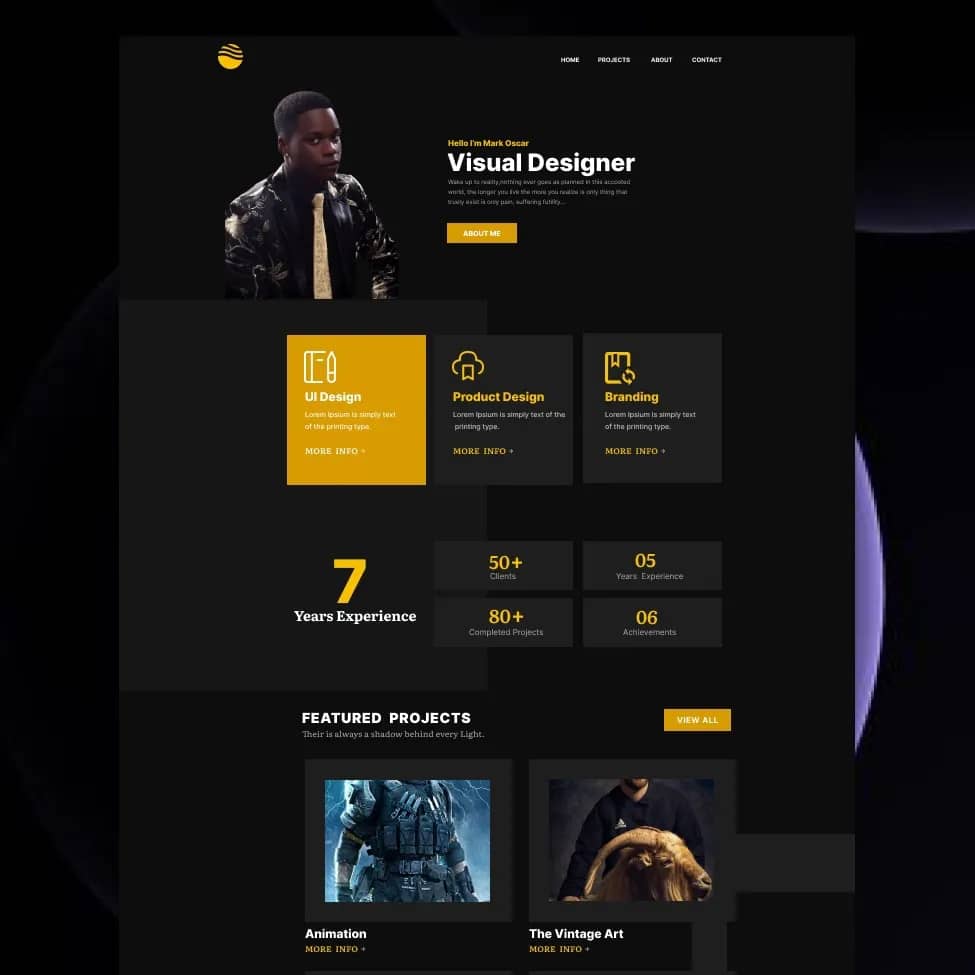 HOME PROJECTS ABOUT CONTACT
Hello I'm Mark Oscar
Visual Designer
Wake up to reality,nothing ever goes as planned in this accosted
world, the longer you live the more you realize is only thing that
truely exist is only pain, suffering futility...
ABOUT ME
UI Design
Lorem Ipsum is simply text
of the printing type.
MORE INFO +
Product Design
Lorem Ipsum is simply text of the
printing type.
MORE INFO +
Branding
Lorem Ipsum is simply text
of the printing type.
MORE INFO +
7
Years Experience
50+
Clients
05
Years Experience
80+
Completed Projects
06
Achievements
FEATURED PROJECTS
Their is always a shadow behind every Light.
VIEW ALL
Animation
MORE INFO +
The Vintage Art
MORE INFO +